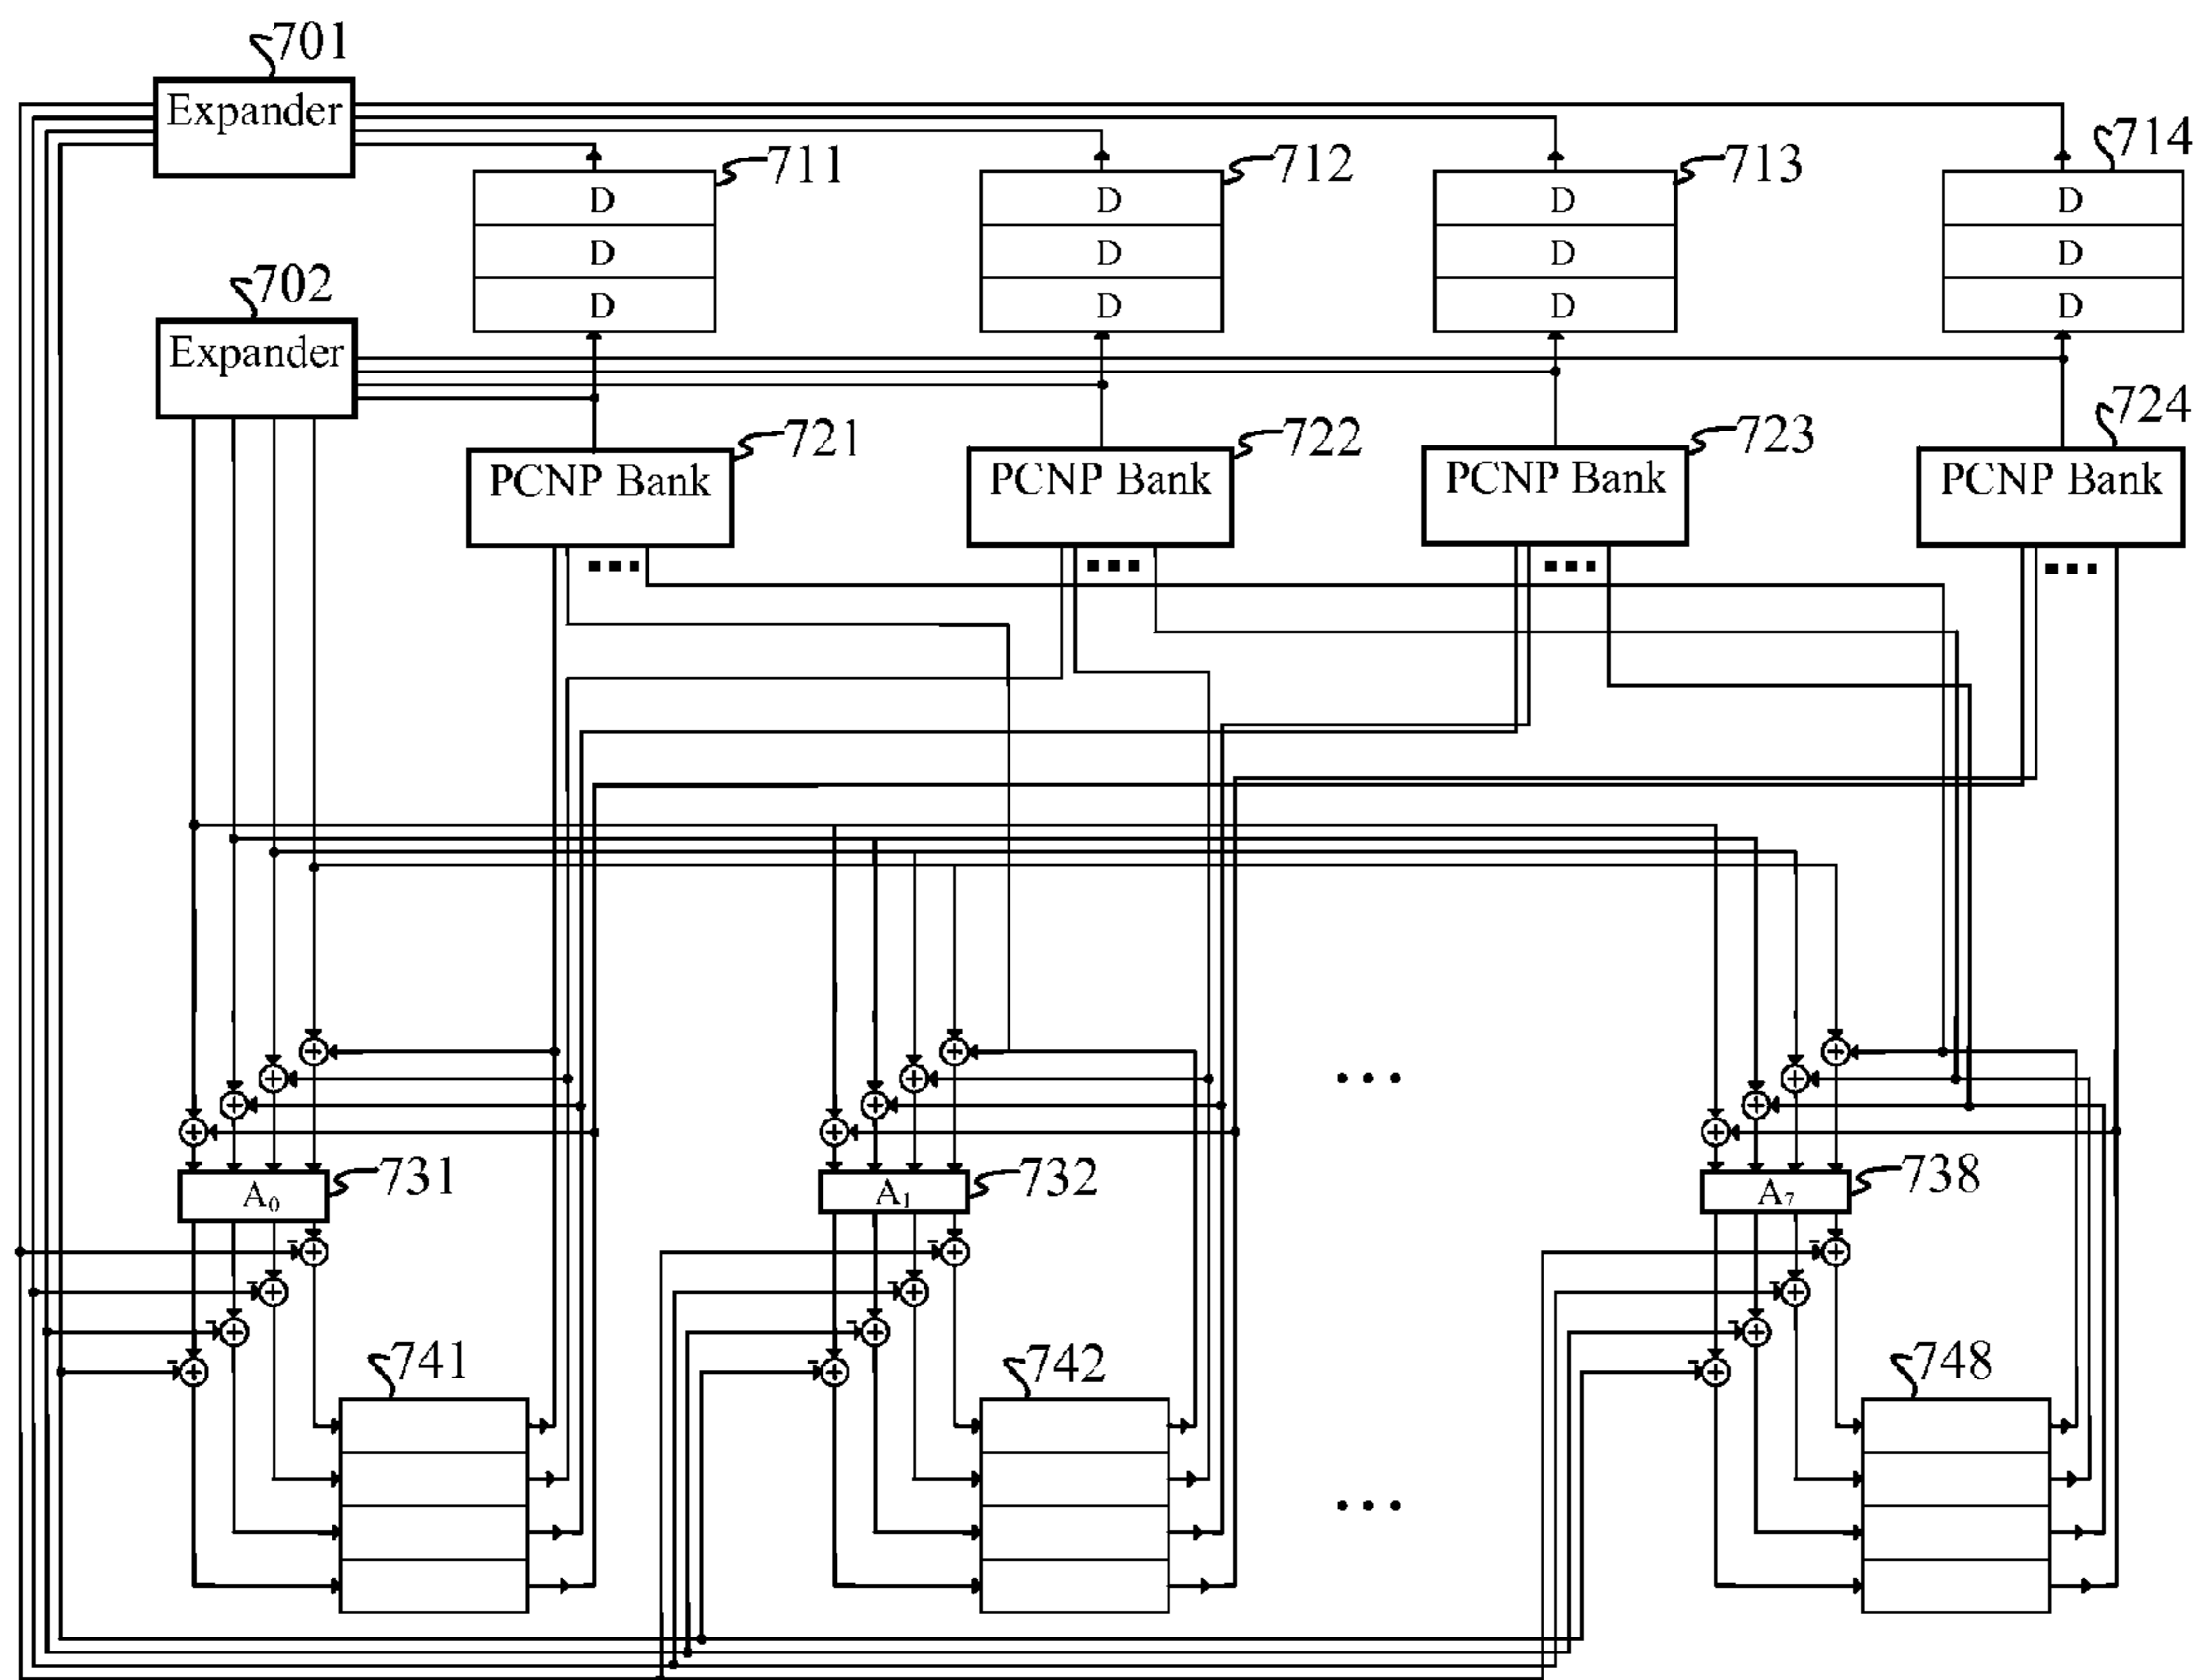 701
Expander
711
712
713
714
D
D
D
D
D
D
D
D
D
D
D
D
702
Expander
721
722
723
724
PCNP Bank
PCNP Bank
PCNP Bank
PCNP Bank
731
732
738
A₀
A₁
A₇
741
742
748